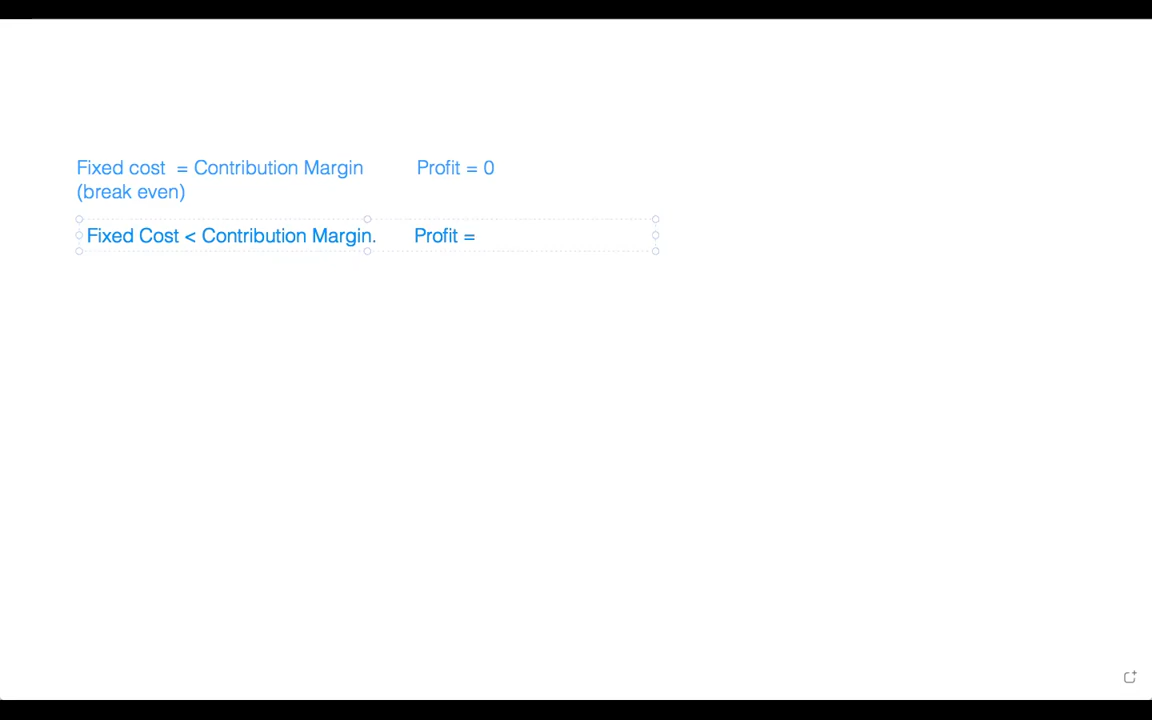 Fixed cost  = Contribution Margin Profit = 0
(break even)
Fixed Cost < Contribution Margin. Profit =